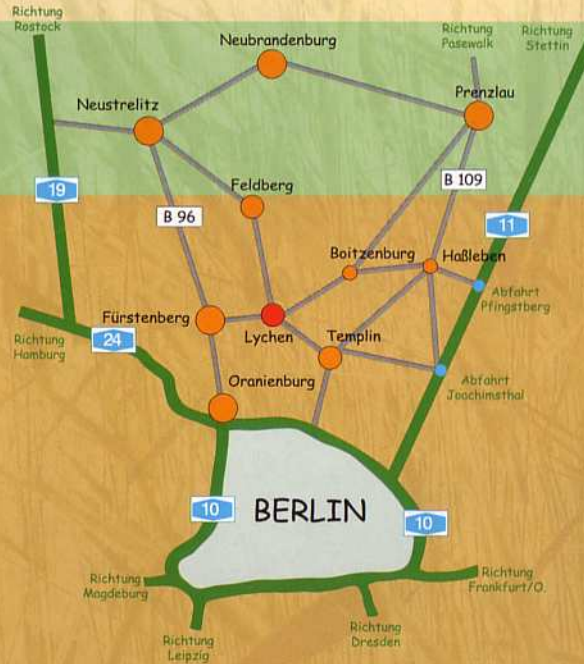 Richtung
Rostock
Neubrandenburg
Richtung
Pasewalk
Richtung
Stettin
Neustrelitz
Prenzlau
19
Feldberg
B 109
B 96
11
Boitzenburg
Haßleben
Abfahrt
Pfingstberg
Fürstenberg
Lychen
Templin
Richtung
Hamburg
24
Oranienburg
Abfahrt
Joachimsthal
10
BERLIN
10
Richtung
Magdeburg
Richtung
Frankfurt/O.
Richtung
Leipzig
Richtung
Dresden